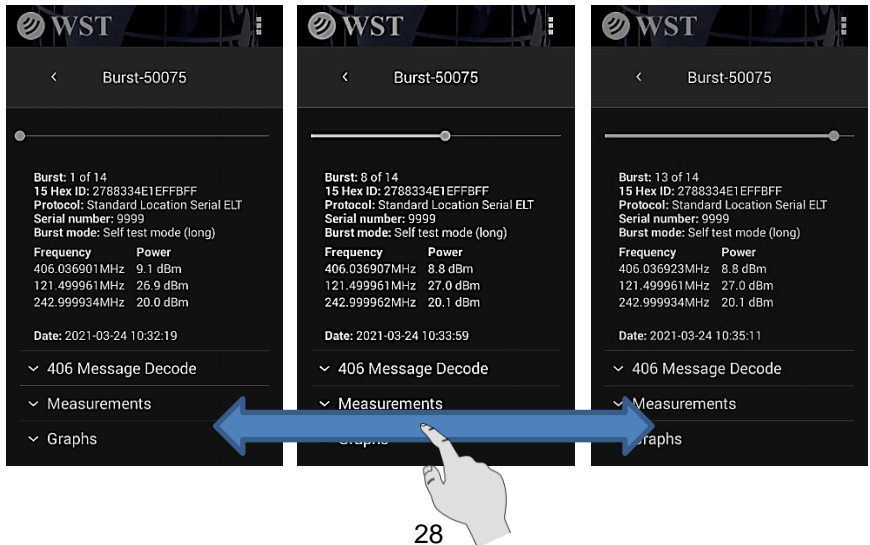 WST
Burst-50075
Burst: 1 of 14
15 Hex ID: 2788334E1EFFBFF
Protocol: Standard Location Serial ELT
Serial number: 9999
Burst mode: Self test mode (long)
Frequency Power
406.036901MHz 9.1 dBm
121.499961MHz 26.9 dBm
242.999934MHz 20.0 dBm
Date: 2021-03-24 10:32:19
406 Message Decode
Measurements
Graphs
WST
Burst-50075
Burst: 8 of 14
15 Hex ID: 2788334E1EFFBFF
Protocol: Standard Location Serial ELT
Serial number: 9999
Burst mode: Self test mode (long)
Frequency Power
406.036907MHz 8.8 dBm
121.499961MHz 27.0 dBm
242.999962MHz 20.1 dBm
Date: 2021-03-24 10:33:59
406 Message Decode
Measurements
Graphs
WST
Burst-50075
Burst: 13 of 14
15 Hex ID: 2788334E1EFFBFF
Protocol: Standard Location Serial ELT
Serial number: 9999
Burst mode: Self test mode (long)
Frequency Power
406.036923MHz 8.8 dBm
121.499961MHz 27.0 dBm
242.999934MHz 20.1 dBm
Date: 2021-03-24 10:35:11
406 Message Decode
Measurements
Graphs
28